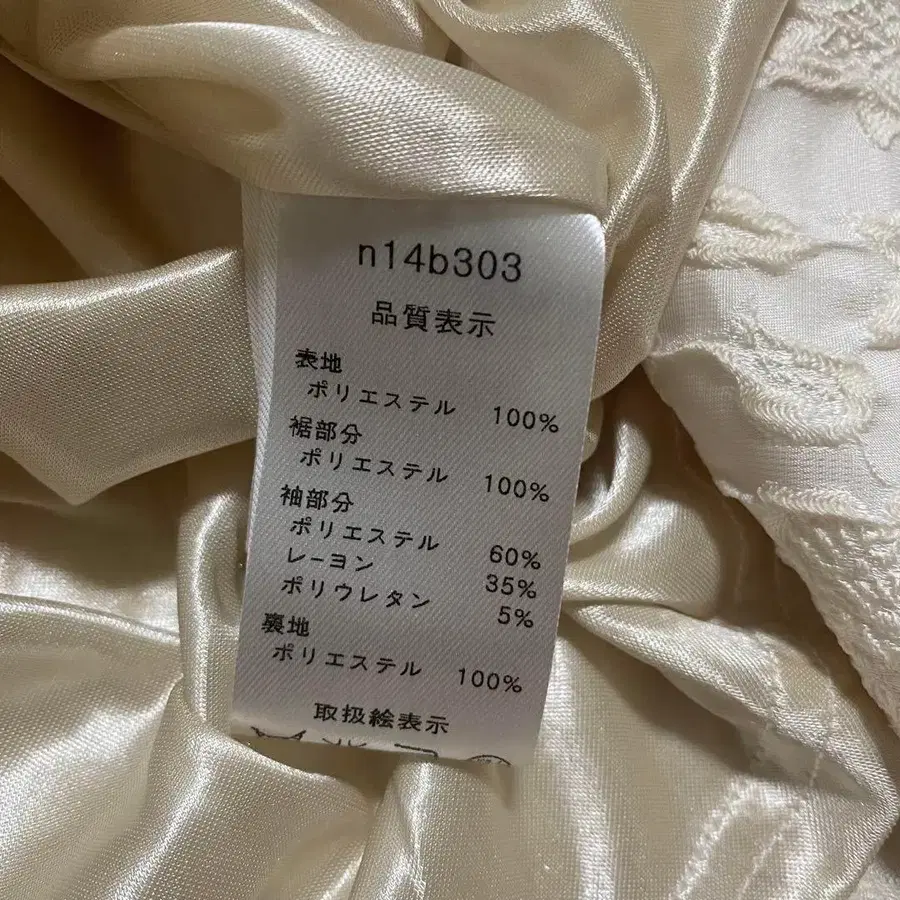 n14b303
品質表示
表地
ポリエステル 100%
裾部分
ポリエステル 100%
袖部分
ポリエステル 60%
レーヨン 35%
ポリウレタン 5%
裏地
ポリエステル 100%
取扱絵表示